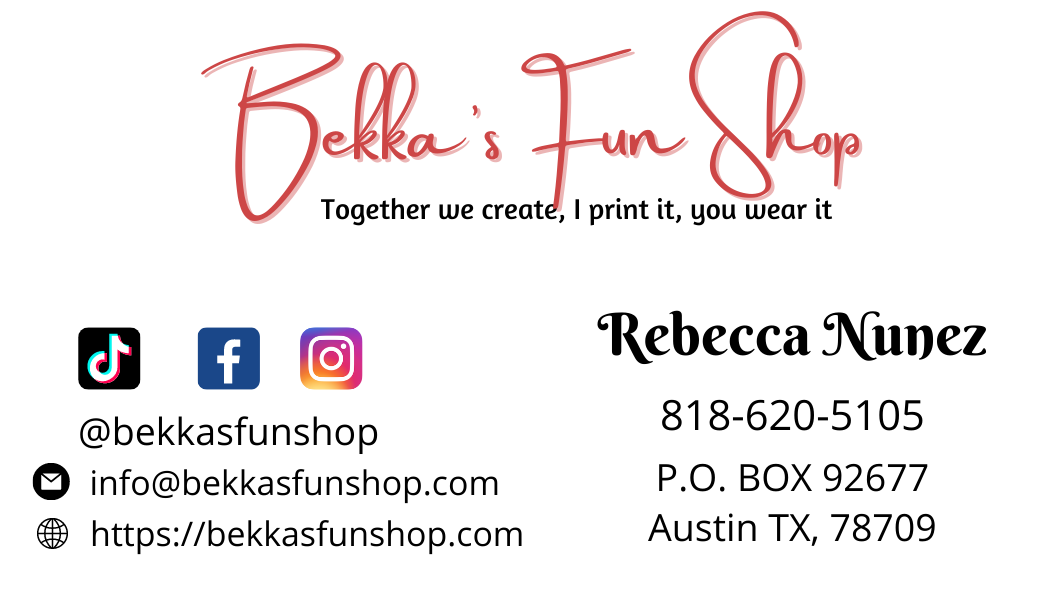 Bekka's Fun Shop
Together we create, I print it, you wear it
@bekkasfunshop
info@bekkasfunshop.com
https://bekkasfunshop.com
Rebecca Nunez
818-620-5105
P.O. BOX 92677
Austin TX, 78709